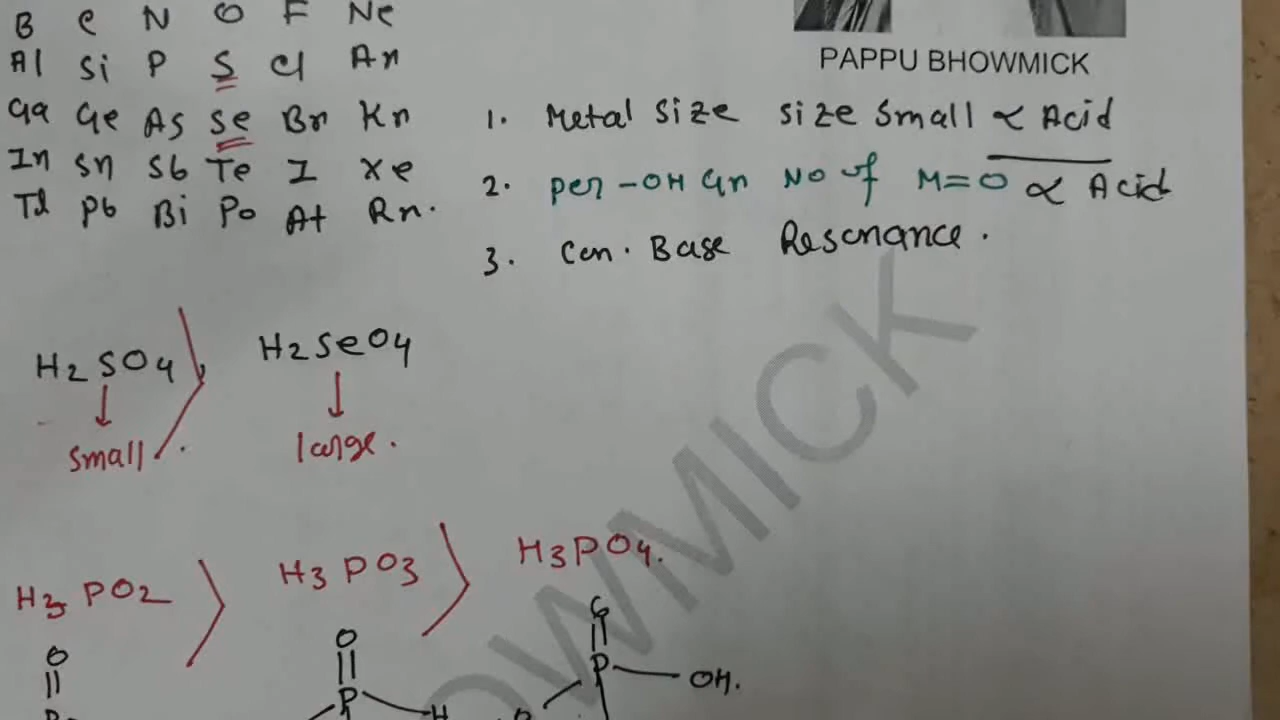 B C N O F Ne
Al Si P S Cl Ar
Ga Ge As Se Br Kr
In Sn Sb Te I Xe
Tl Pb Bi Po At Rn.
PAPPU BHOWMICK
1. Metal Size Size Small ∝ Acid
2. per -OH Gr No of M=O ∝ Acid
3. Con. Base Resonance.
H2SO4 > , H2SeO4
↓ ↓
small. large.
H3PO2 > H3PO3 > H3PO4.
O O O
P P P
H OH.
OWMICK